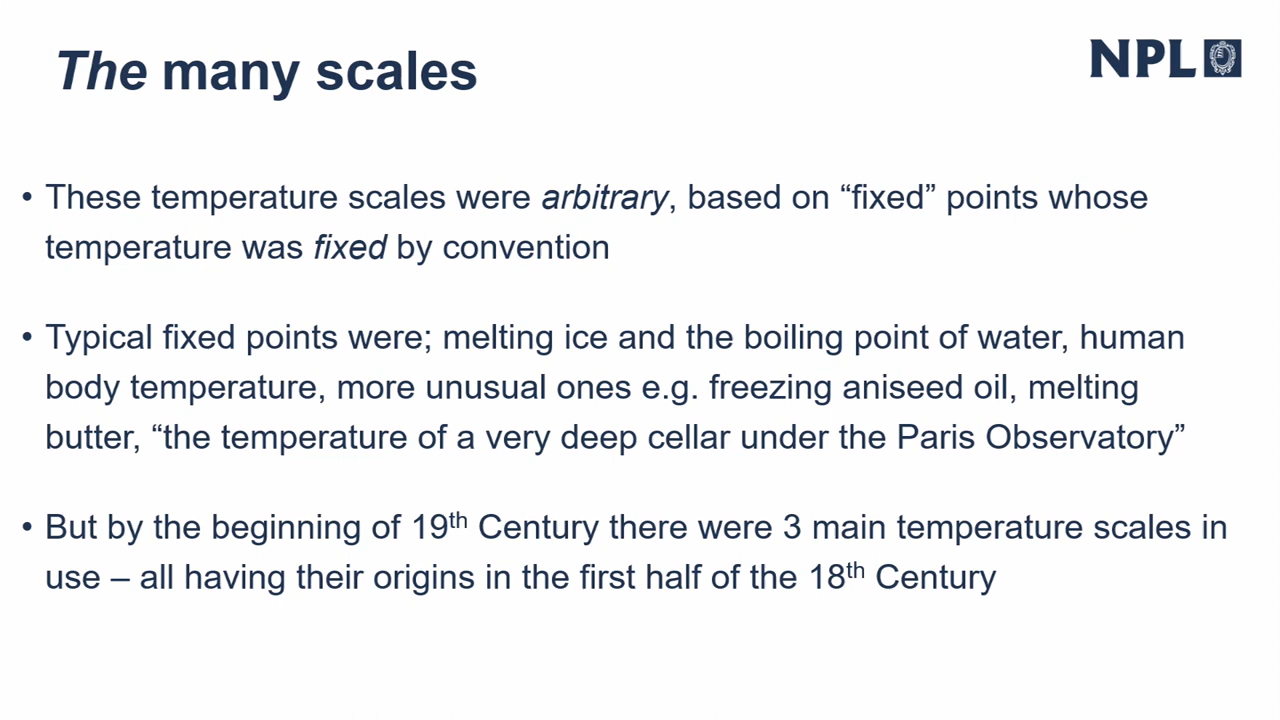 The many scales
NPL
• These temperature scales were arbitrary, based on “fixed” points whose
temperature was fixed by convention
• Typical fixed points were; melting ice and the boiling point of water, human
body temperature, more unusual ones e.g. freezing aniseed oil, melting
butter, “the temperature of a very deep cellar under the Paris Observatory”
• But by the beginning of 19th Century there were 3 main temperature scales in
use – all having their origins in the first half of the 18th Century